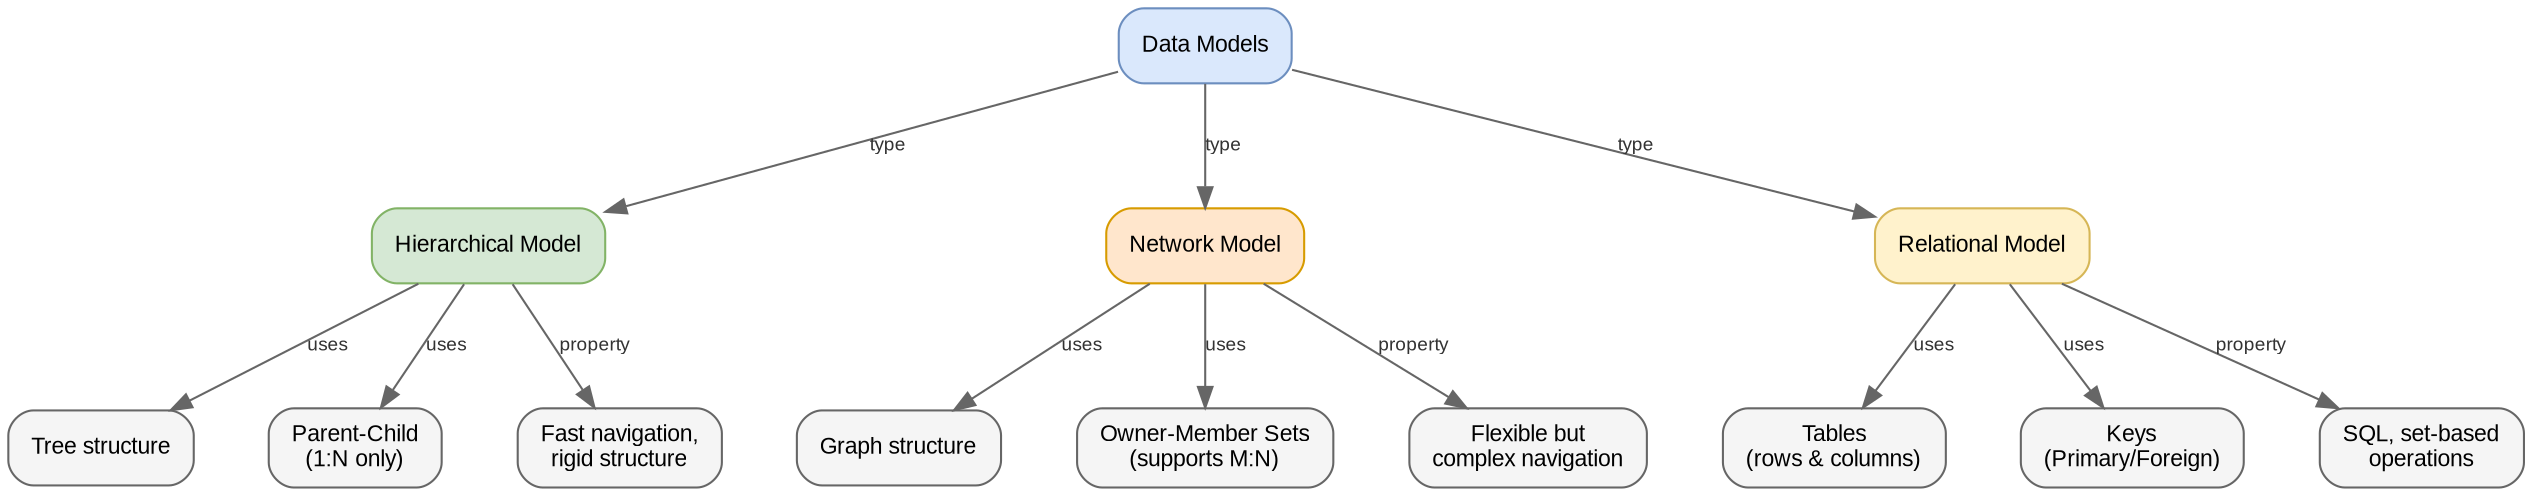 Data Models
type
type
type
Hierarchical Model
Network Model
Relational Model
uses
uses
property
uses
uses
property
uses
uses
property
Tree structure
Parent-Child
(1:N only)
Fast navigation,
rigid structure
Graph structure
Owner-Member Sets
(supports M:N)
Flexible but
complex navigation
Tables
(rows & columns)
Keys
(Primary/Foreign)
SQL, set-based
operations